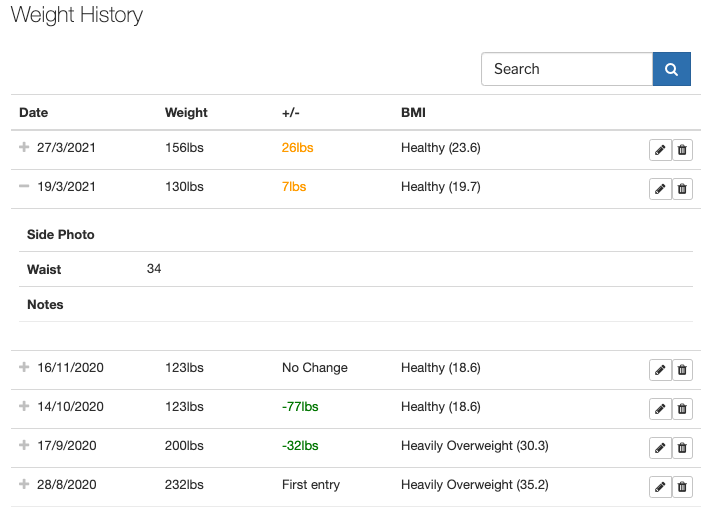 Weight History
Search
Date Weight +/- BMI
27/3/2021 156lbs 26lbs Healthy (23.6)
19/3/2021 130lbs 7lbs Healthy (19.7)
Side Photo
Waist 34
Notes
16/11/2020 123lbs No Change Healthy (18.6)
14/10/2020 123lbs -77lbs Healthy (18.6)
17/9/2020 200lbs -32lbs Heavily Overweight (30.3)
28/8/2020 232lbs First entry Heavily Overweight (35.2)